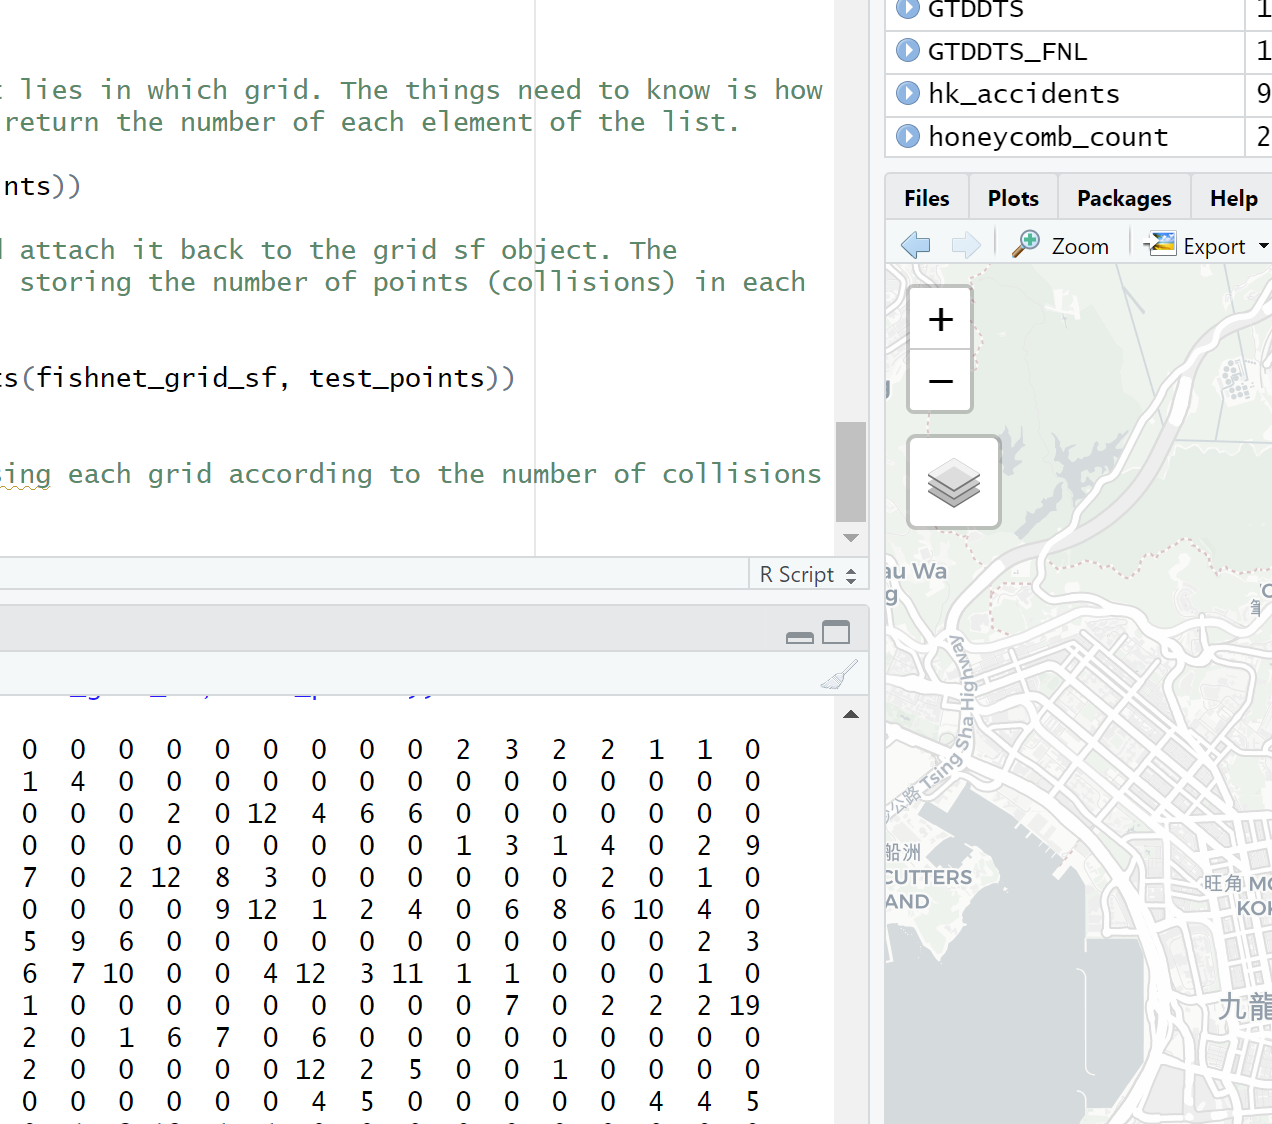 lies in which grid. The things need to know is how
return the number of each element of the list.
nts))
attach it back to the grid sf object. The
storing the number of points (collisions) in each
ts(fishnet_grid_sf, test_points))
sing each grid according to the number of collisions
R Script
0 0 0 0 0 0 0 0 0 2 3 2 2 1 1 0
1 4 0 0 0 0 0 0 0 0 0 0 0 0 0 0
0 0 0 2 0 12 4 6 6 0 0 0 0 0 0 0
0 0 0 0 0 0 0 0 0 1 3 1 4 0 2 9
7 0 2 12 8 3 0 0 0 0 0 0 2 0 1 0
0 0 0 0 9 12 1 2 4 0 6 8 6 10 4 0
5 9 6 0 0 0 0 0 0 0 0 0 0 0 2 3
6 7 10 0 0 4 12 3 11 1 1 0 0 0 1 0
1 0 0 0 0 0 0 0 0 0 7 0 2 2 2 19
2 0 1 6 7 0 6 0 0 0 0 0 0 0 0 0
2 0 0 0 0 0 12 2 5 0 0 1 0 0 0 0
0 0 0 0 0 0 4 5 0 0 0 0 0 4 4 5
GTDDTS 1
GTDDTS_FNL 1
hk_accidents 9
honeycomb_count 2
Files Plots Packages Help
Zoom Export
+
−
au Wa
g
公路 Tsing Sha Highway
船洲
CUTTERS
AND
旺角 MO
KOK
九龍